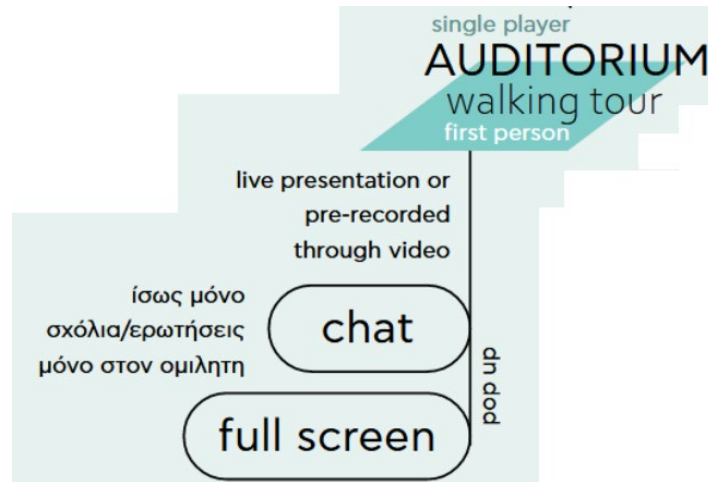 single player
AUDITORIUM
walking tour
first person
live presentation or
pre-recorded
through video
ίσως μόνο
σχόλια/ερωτήσεις
μόνο στον ομιλητη
chat
pop up
full screen